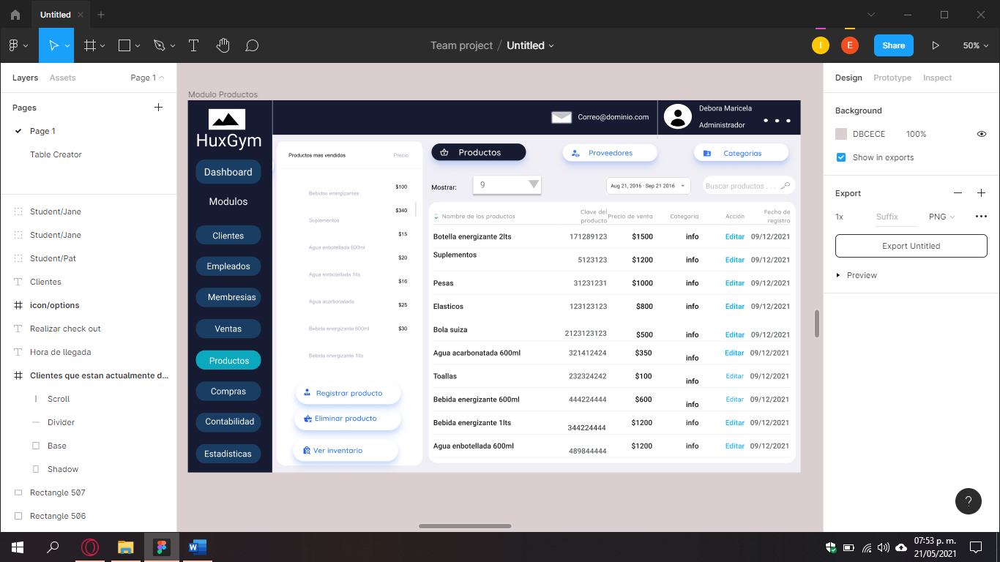 Untitled
Team project / Untitled
I
E
Share
50%
Layers
Assets
Page 1
Pages
Page 1
Table Creator
Student/Jane
Student/Jane
Student/Pat
Clientes
icon/options
Realizar check out
Hora de llegada
Clientes que estan actualmente d...
Scroll
Divider
Base
Shadow
Rectangle 507
Rectangle 506
Modulo Productos
HuxGym
Dashboard
Modulos
Clientes
Empleados
Membresias
Ventas
Productos
Compras
Contabilidad
Estadisticas
Correo@dominio.com
Debora Maricela
Administrador
Productos mas vendidos
Precio
$100
Bebidas energizantes
$340
Suplementos
$15
Agua enbotellada 600ml
$20
Agua embotellada 1lts
$16
Agua acarbonatada
$25
Bebida energizante 600ml
$30
Bebida energizante 1lts
Registrar producto
Eliminar producto
Ver inventario
Productos
Proveedores
Categorias
Mostrar:
9
Aug 21, 2016 - Sep 21 2016
Buscar productos . . .
Nombre de los productos
Clave del producto
Precio de venta
Categoria
Acción
Fecho de registro
Botella energizante 2lts 171289123 $1500 info Editar 09/12/2021
Suplementos 5123123 $1200 info Editar 09/12/2021
Pesas 31231231 $1000 info Editar 09/12/2021
Elasticos 123123123 $800 info Editar 09/12/2021
Bola suiza 2123123123 $500 info Editar 09/12/2021
Agua acarbonatada 600ml 321412424 $350 info Editar 09/12/2021
Toallas 232324242 $100 info Editar 09/12/2021
Bebida energizante 600ml 444224444 $600 info Editar 09/12/2021
Bebida energizante 1lts 344224444 $1200 info Editar 09/12/2021
Agua enbotellada 600ml 489844444 $1200 info Editar 09/12/2021
Design
Prototype
Inspect
Background
DBCECE
100%
Show in exports
Export
1x
Suffix
PNG
Export Untitled
Preview
?
07:53 p. m.
21/05/2021